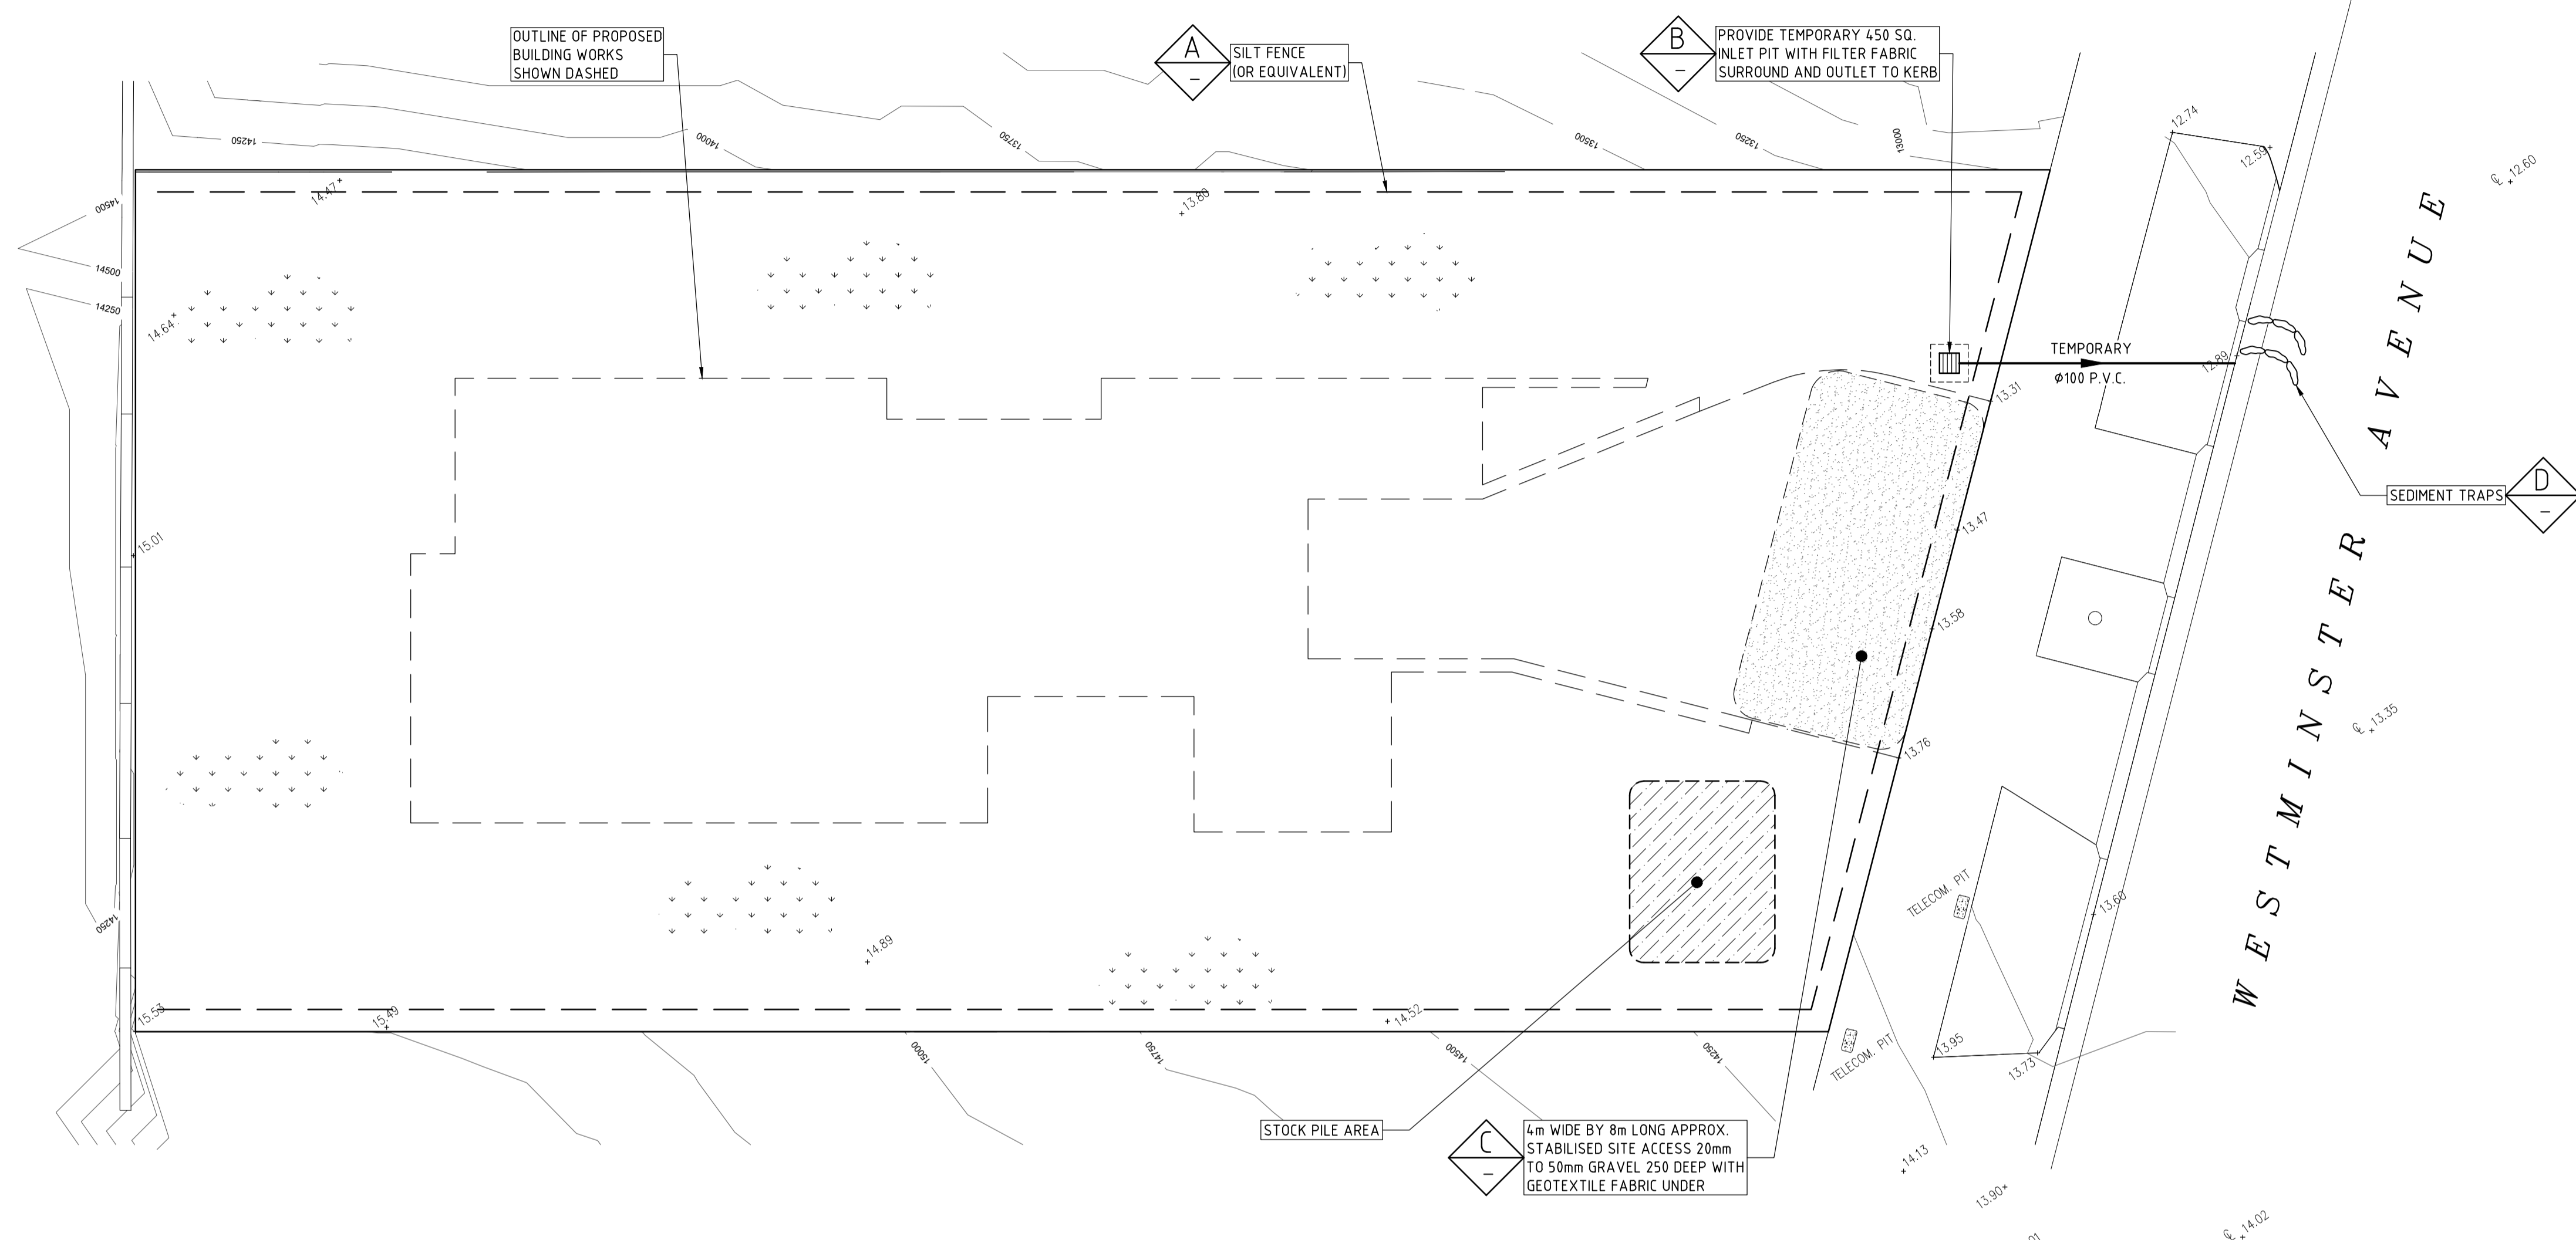 OUTLINE OF PROPOSED
BUILDING WORKS
SHOWN DASHED
A
–
SILT FENCE
(OR EQUIVALENT)
B
–
PROVIDE TEMPORARY 450 SQ.
INLET PIT WITH FILTER FABRIC
SURROUND AND OUTLET TO KERB
14250
14000
13750
13500
13250
13000
12.74
12.59
℄ 12.60
14500
14.47
13.80
14500
14250
14.64
TEMPORARY
Ø100 P.V.C.
12.89
13.31
WESTMINSTER AVENUE
SEDIMENT TRAPS
D
–
15.01
13.47
13.58
13.76
℄ 13.35
14250
14.89
TELECOM. PIT
13.60
15.53
15.49
14.52
15000
14750
14500
14250
TELECOM. PIT
13.95
13.73
STOCK PILE AREA
C
–
4m WIDE BY 8m LONG APPROX.
STABILISED SITE ACCESS 20mm
TO 50mm GRAVEL 250 DEEP WITH
GEOTEXTILE FABRIC UNDER
14.13
13.90
℄ 14.02